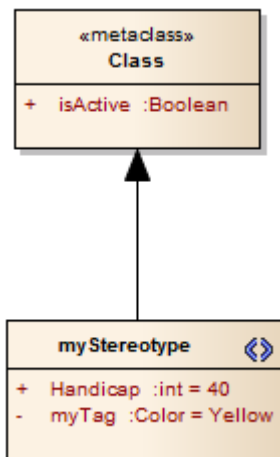 «metaclass»
Class
+ isActive :Boolean
myStereotype
+ Handicap :int = 40
- myTag :Color = Yellow